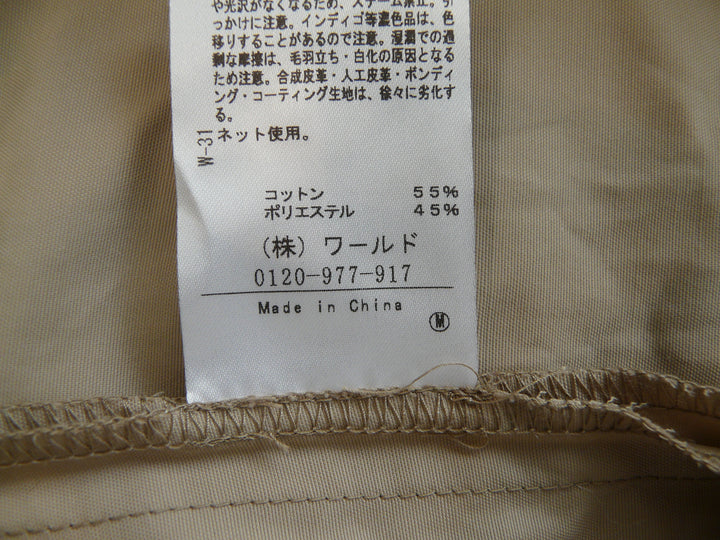 や光沢がなくなるため、スチーム禁止。引
っかけに注意。インディゴ等濃色品は、色
移りすることがあるので注意。湿潤での過
剰な摩擦は、毛羽立ち・白化の原因となる
ため注意。合成皮革・人工皮革・ボンディ
ング・コーティング生地は、徐々に劣化す
る。
ネット使用。
W-31
コットン 55%
ポリエステル 45%
(株) ワールド
0120-977-917
Made in China
M